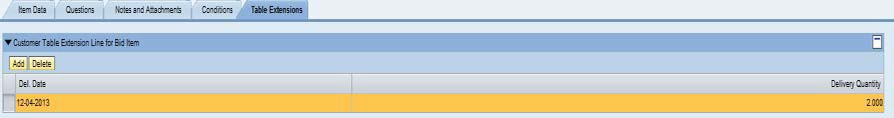 Item Data Questions Notes and Attachments Conditions Table Extensions
Customer Table Extension Line for Bid Item
Add Delete
Del. Date Delivery Quantity
12-04-2013 2.000